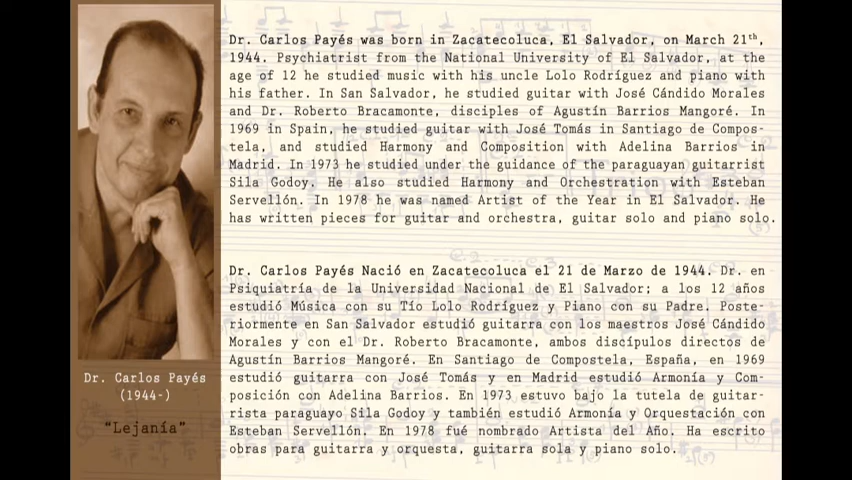 Dr. Carlos Payés was born in Zacatecoluca, El Salvador, on March 21th,
1944. Psychiatrist from the National University of El Salvador, at the
age of 12 he studied music with his uncle Lolo Rodríguez and piano with
his father. In San Salvador, he studied guitar with José Cándido Morales
and Dr. Roberto Bracamonte, disciples of Agustín Barrios Mangoré. In
1969 in Spain, he studied guitar with José Tomás in Santiago de Compos-
tela, and studied Harmony and Composition with Adelina Barrios in
Madrid. In 1973 he studied under the guidance of the paraguayan guitarrist
Sila Godoy. He also studied Harmony and Orchestration with Esteban
Servellón. In 1978 he was named Artist of the Year in El Salvador. He
has written pieces for guitar and orchestra, guitar solo and piano solo.
Dr. Carlos Payés Nació en Zacatecoluca el 21 de Marzo de 1944. Dr. en
Psiquiatría de la Universidad Nacional de El Salvador; a los 12 años
estudió Música con su Tío Lolo Rodríguez y Piano con su Padre. Poste-
riormente en San Salvador estudió guitarra con los maestros José Cándido
Morales y con el Dr. Roberto Bracamonte, ambos discípulos directos de
Agustín Barrios Mangoré. En Santiago de Compostela, España, en 1969
estudió guitarra con José Tomás y en Madrid estudió Armonía y Com-
posición con Adelina Barrios. En 1973 estuvo bajo la tutela de guitar-
rista paraguayo Sila Godoy y también estudió Armonía y Orquestación con
Esteban Servellón. En 1978 fué nombrado Artista del Año. Ha escrito
obras para guitarra y orquesta, guitarra sola y piano solo.
Dr. Carlos Payés
(1944-)
"Lejanía"